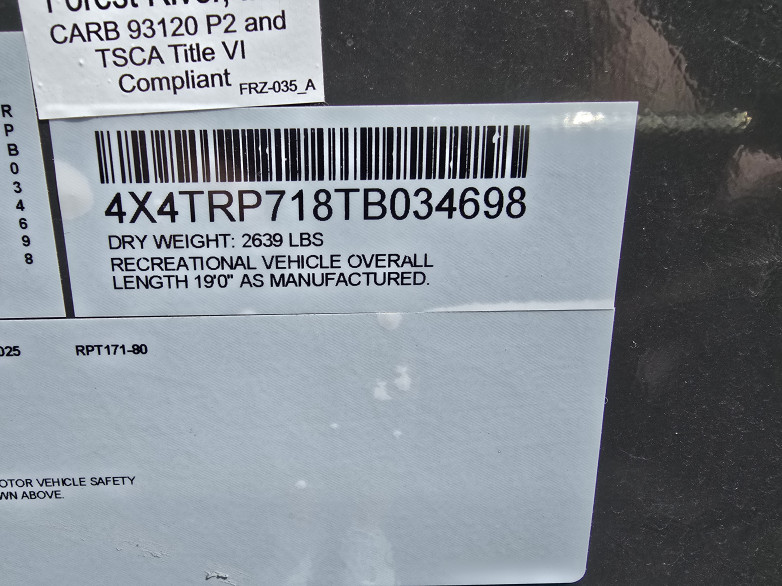 CARB 93120 P2 and
TSCA Title VI
Compliant FRZ-035_A
R
P
B
0
3
4
6
9
8
4X4TRP718TB034698
DRY WEIGHT: 2639 LBS
RECREATIONAL VEHICLE OVERALL
LENGTH 19'0" AS MANUFACTURED.
025 RPT171-80
OTOR VEHICLE SAFETY
WN ABOVE.